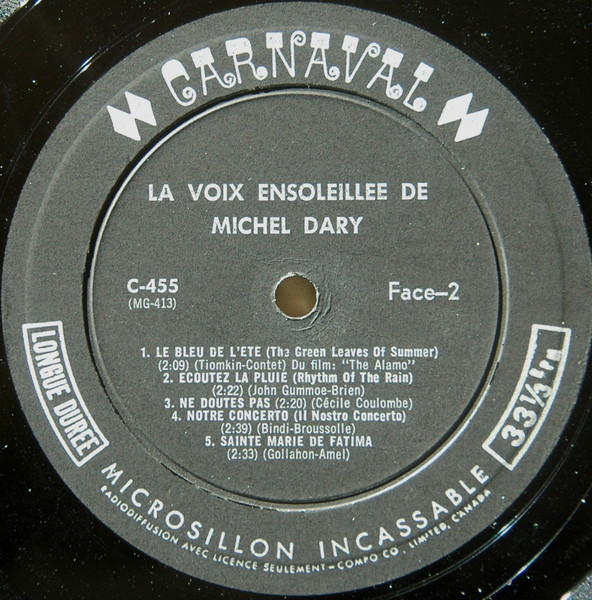 CARNAVAL
LA VOIX ENSOLEILLEE DE
MICHEL DARY
C-455
(MG-413)
Face-2
1. LE BLEU DE L'ETE (The Green Leaves Of Summer)
(2:09) (Tiomkin-Contet) Du film: "The Alamo"
2. ECOUTEZ LA PLUIE (Rhythm Of The Rain)
(2:22) (John Gummoe-Brien)
3. NE DOUTES PAS (2:20) (Cécile Coulombe)
4. NOTRE CONCERTO (Il Nostro Concerto)
(2:39) (Bindi-Broussolle)
5. SAINTE MARIE DE FATIMA
(2:33) (Gollahon-Amel)
LONGUE DURÉE
33⅓ rpm
MICROSILLON INCASSABLE
RADIODIFFUSION AVEC LICENCE SEULEMENT-COMPO CO. LIMITED, CANADA